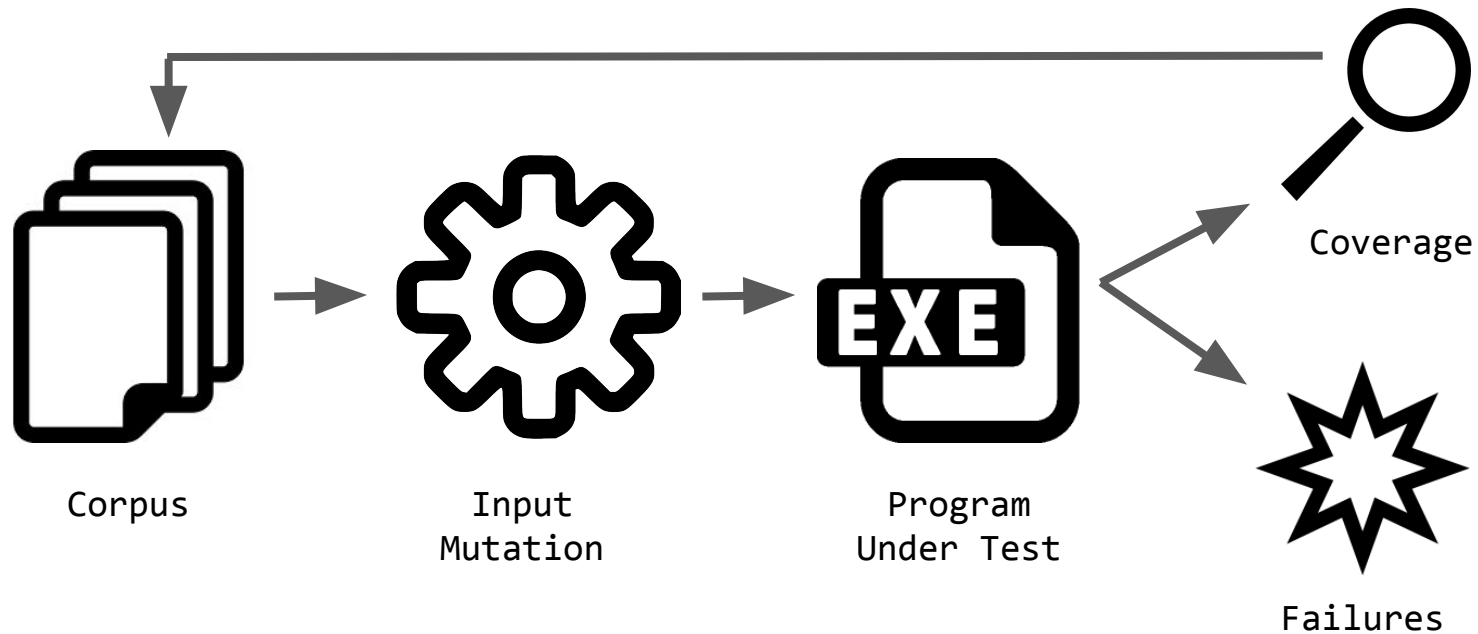 Coverage
EXE
Corpus
Input
Mutation
Program
Under Test
Failures